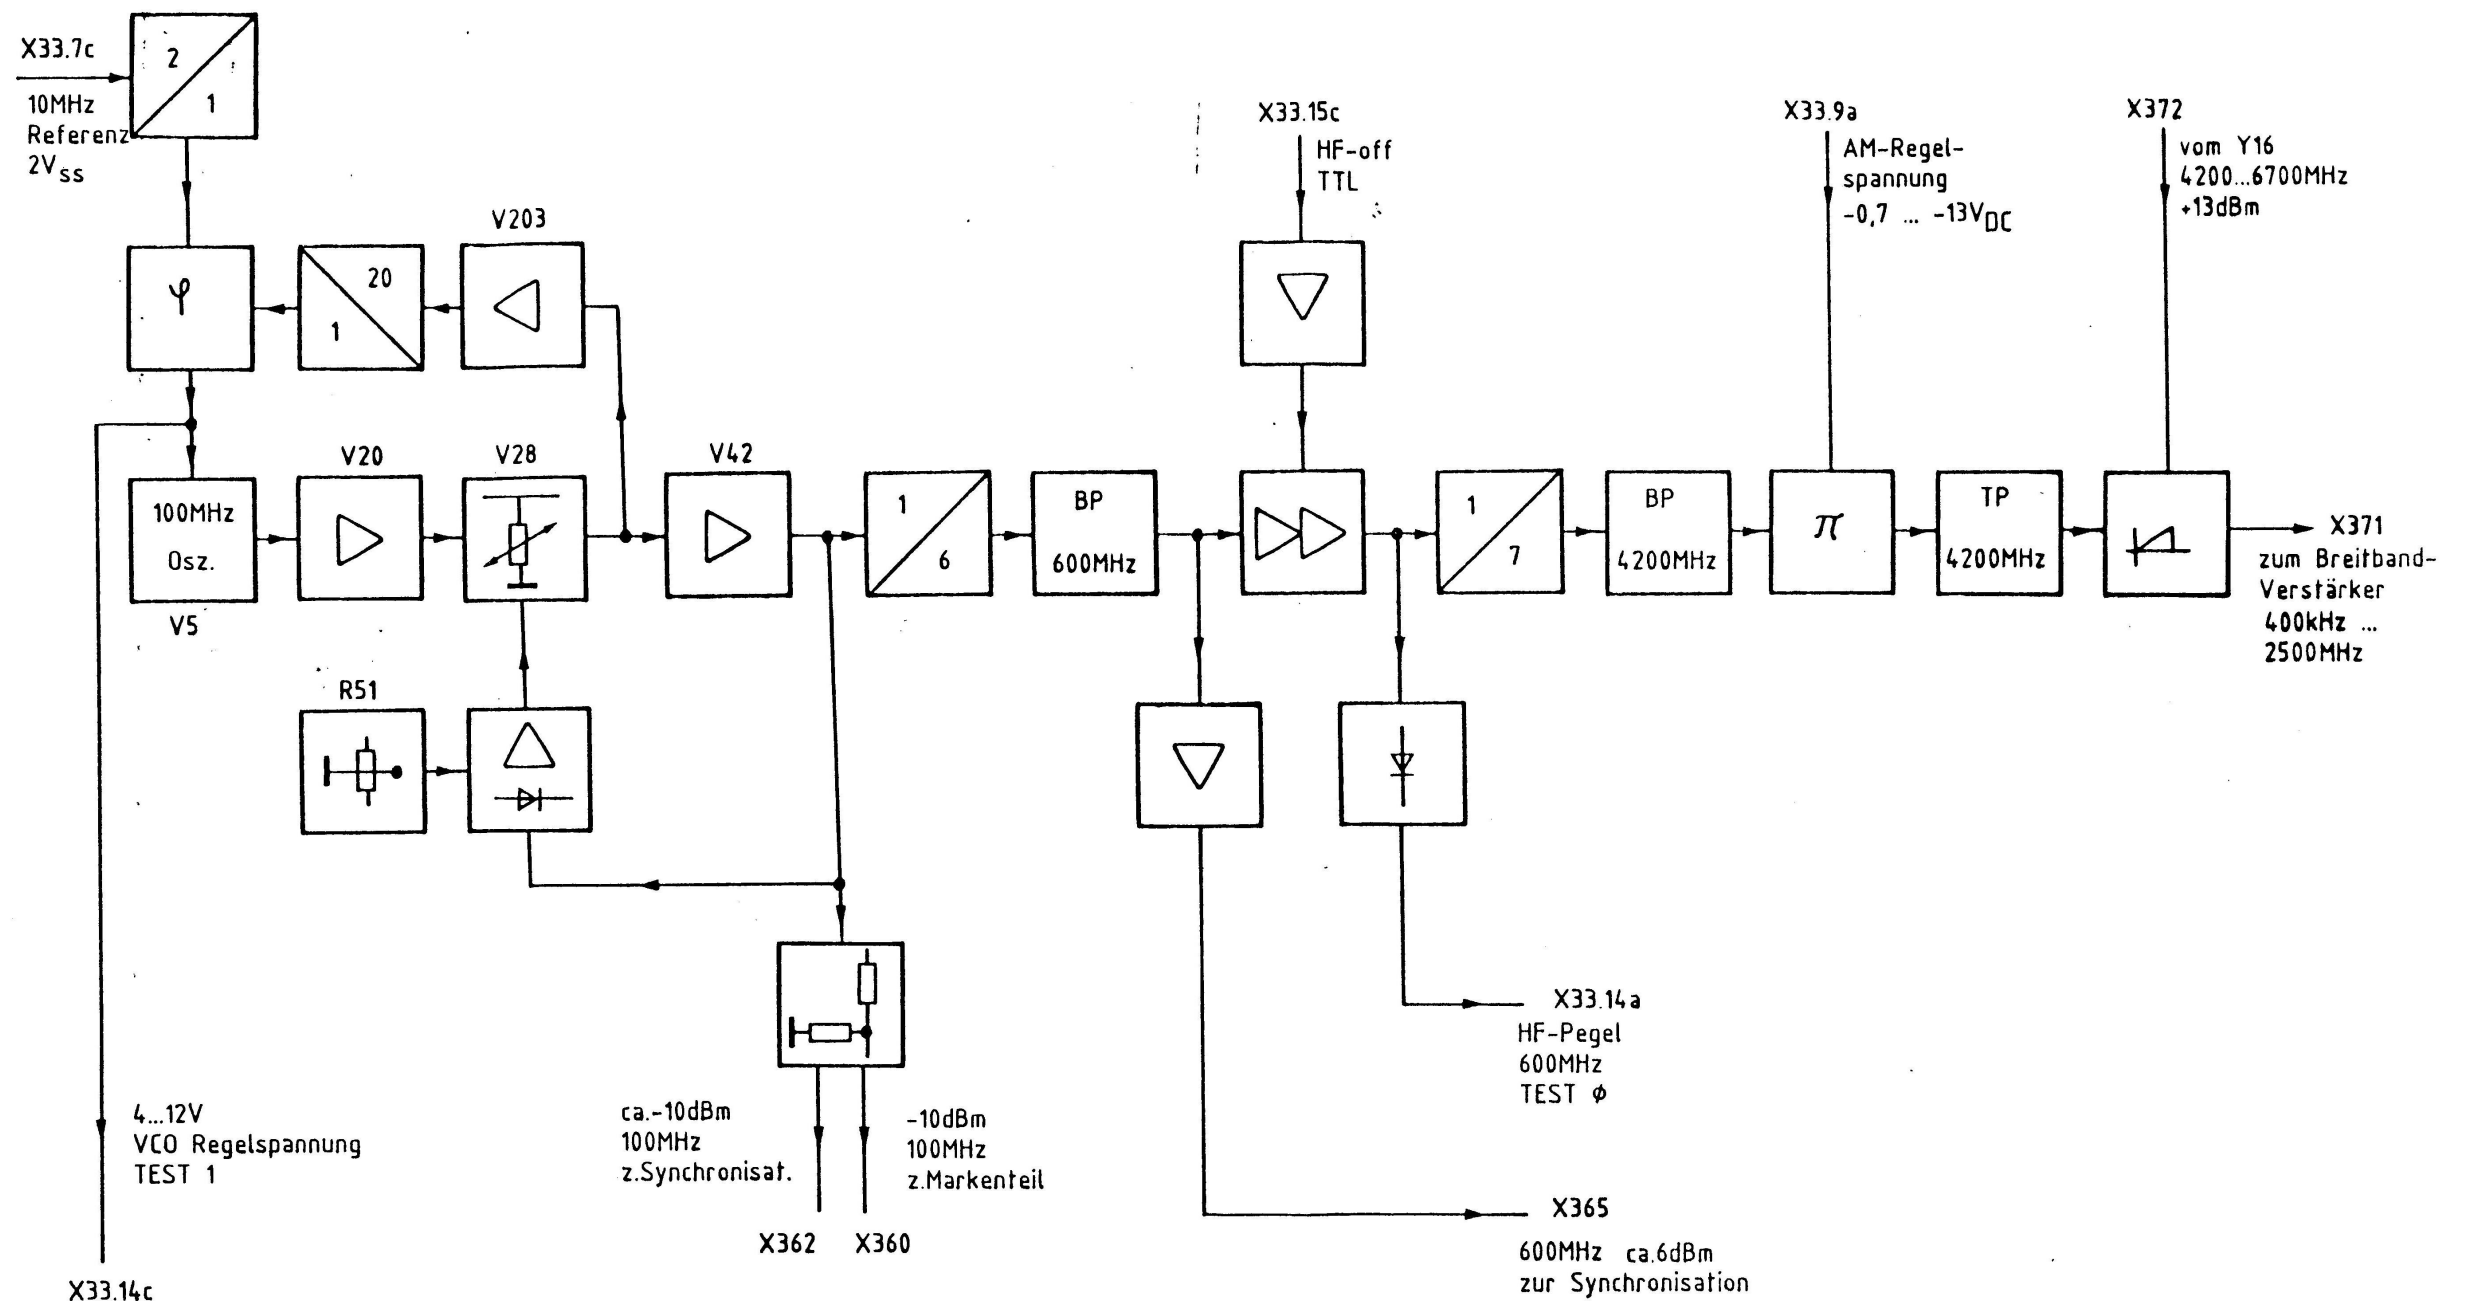 X33.7c
10MHz
Referenz
2Vss
2
1
X33.15c
HF-off
TTL
X33.9a
AM-Regel-
spannung
-0,7 ... -13VDC
X372
vom Y16
4200...6700MHz
+13dBm
V203
φ
20
1
V20
V28
V42
100MHz
Osz.
V5
1
6
BP
600MHz
1
7
BP
4200MHz
π
TP
4200MHz
X371
zum Breitband-
Verstärker
400kHz ...
2500MHz
R51
X33.14a
HF-Pegel
600MHz
TEST ϕ
4...12V
VCO Regelspannung
TEST 1
X33.14c
ca.-10dBm
100MHz
z.Synchronisat.
X362
-10dBm
100MHz
z.Markenteil
X360
X365
600MHz ca.6dBm
zur Synchronisation